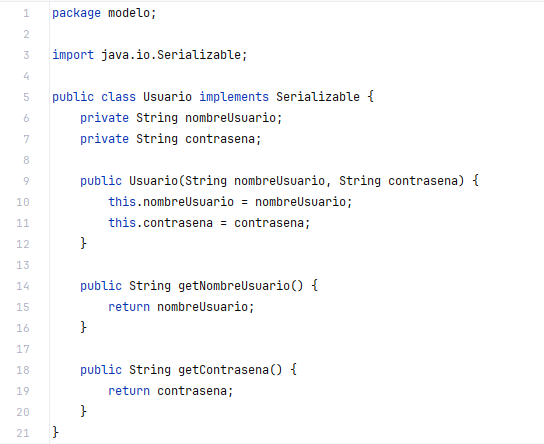 1 package modelo;
2
3 import java.io.Serializable;
4
5 public class Usuario implements Serializable {
6     private String nombreUsuario;
7     private String contrasena;
8
9     public Usuario(String nombreUsuario, String contrasena) {
10         this.nombreUsuario = nombreUsuario;
11         this.contrasena = contrasena;
12     }
13
14     public String getNombreUsuario() {
15         return nombreUsuario;
16     }
17
18     public String getContrasena() {
19         return contrasena;
20     }
21 }